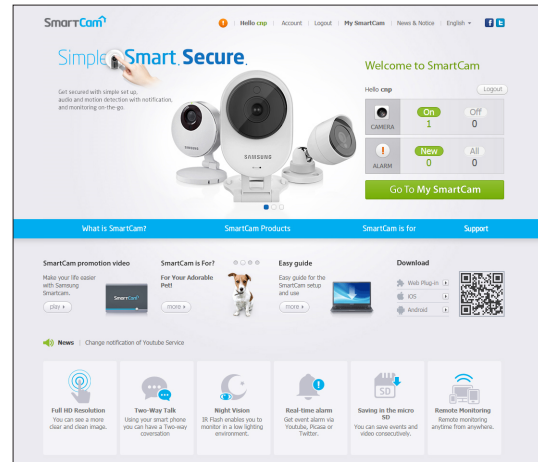 SMARTCAM
! | Hello cnp | Account | Logout | My SmartCam | News & Notice | English
Simple. Smart. Secure.
Get secured with simple set up,
audio and motion detection with notification,
and monitoring on-the-go.
SAMSUNG
SAMSUNG
Welcome to SmartCam
Hello cnp
Logout
CAMERA
On
1
Off
0
ALARM
New
0
All
0
Go To My SmartCam
What is SmartCam?
SmartCam Products
SmartCam is for
Support
SmartCam promotion video
Make your life easier
with Samsung
Smartcam.
play
SMARTCAM
SmartCam is For?
For Your Adorable
Pet!
more
Easy guide
Easy guide for the
SmartCam setup
and use
more
Download
Web Plug-in
iOS
Android
News | Change notification of Youtube Service
Full HD Resolution
You can see a more
clear and clean image.
Two-Way Talk
Using your smart phone
you can have a Two-way
coversation
Night Vision
IR Flash enables you to
monitor in a low lighting
environment.
Real-time alarm
Get event alarm via
Youtube, Picasa or
Twitter.
SD
Saving in the micro
SD
You can save events and
video consecutively.
Remote Monitoring
Remote monitoring
anytime from anywhere.